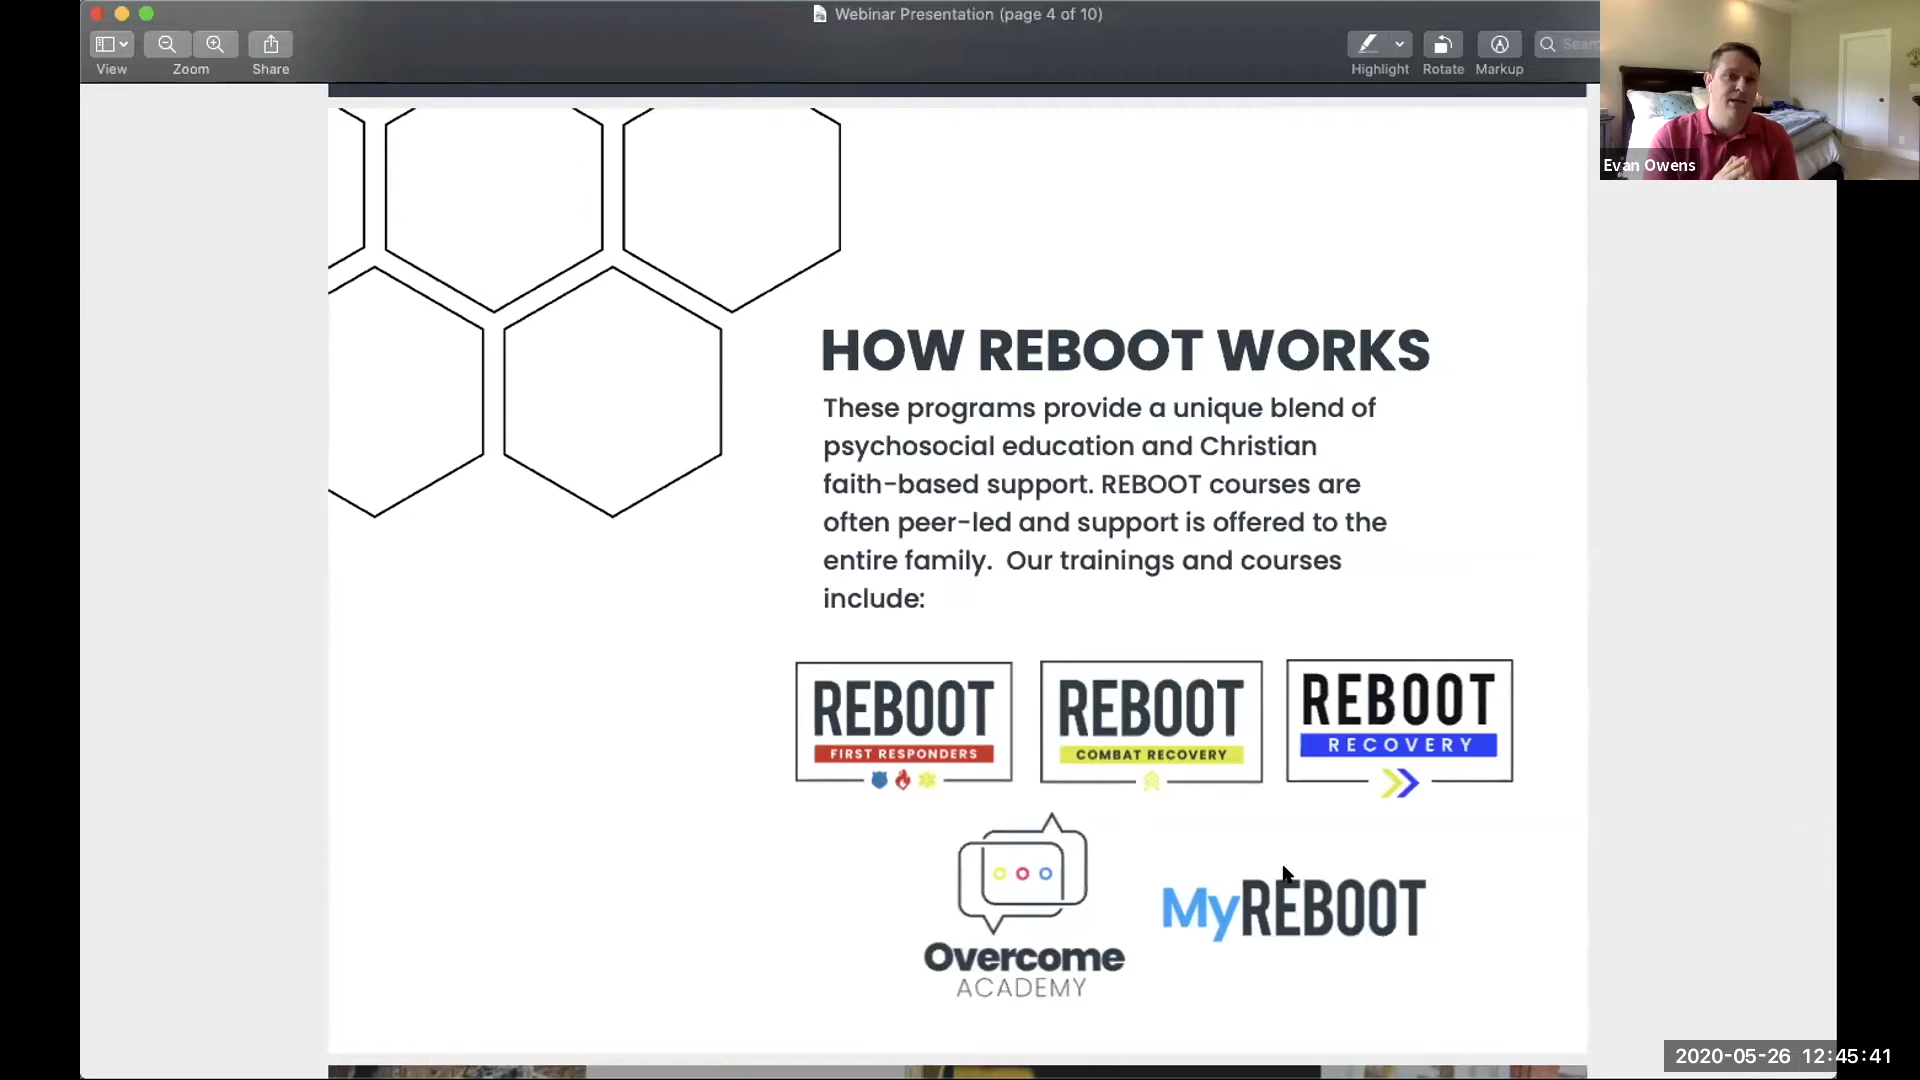 Webinar Presentation (page 4 of 10)
View
Zoom
Share
Highlight
Rotate
Markup
Evan Owens
HOW REBOOT WORKS
These programs provide a unique blend of
psychosocial education and Christian
faith-based support. REBOOT courses are
often peer-led and support is offered to the
entire family. Our trainings and courses
include:
REBOOT
FIRST RESPONDERS
REBOOT
COMBAT RECOVERY
REBOOT
RECOVERY
Overcome
ACADEMY
MyREBOOT
2020-05-26 12:45:41